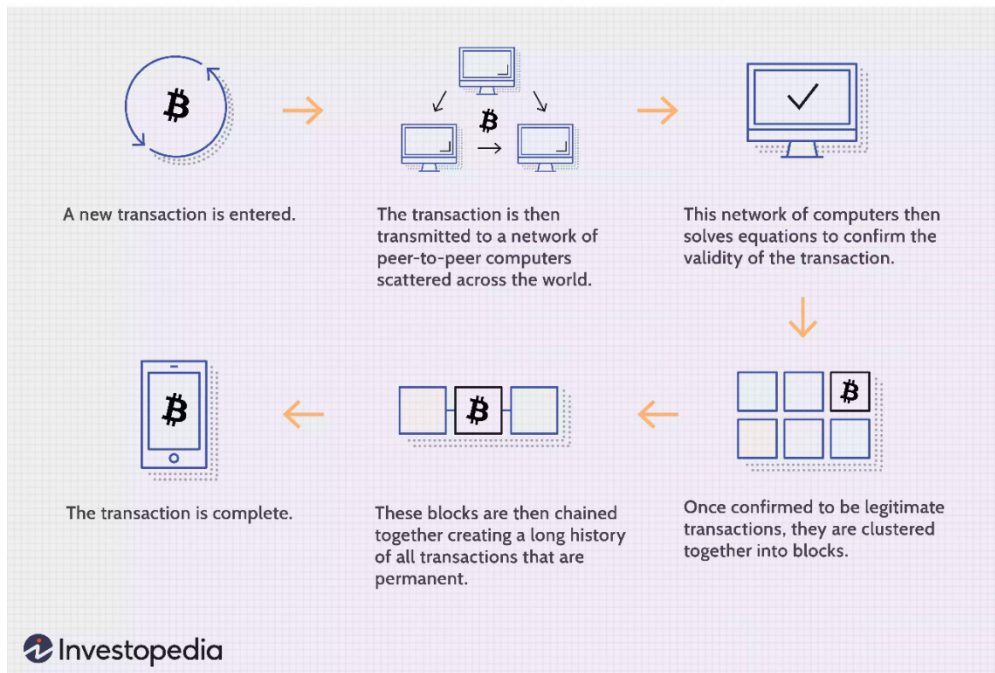 A new transaction is entered.
The transaction is then
transmitted to a network of
peer-to-peer computers
scattered across the world.
This network of computers then
solves equations to confirm the
validity of the transaction.
Once confirmed to be legitimate
transactions, they are clustered
together into blocks.
These blocks are then chained
together creating a long history
of all transactions that are
permanent.
The transaction is complete.
Investopedia